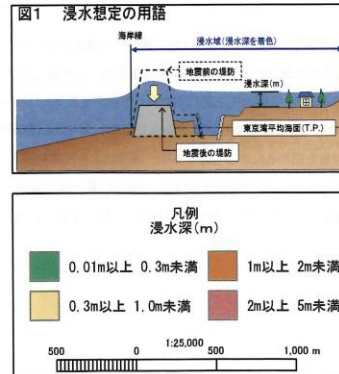 図1　浸水想定の用語
海岸線
浸水域(浸水深を着色)
地震前の堤防
浸水深(m)
東京湾平均海面(T.P.)
地震後の堤防
凡例
浸水深(m)
0.01m以上 0.3m未満
1m以上 2m未満
0.3m以上 1.0m未満
2m以上 5m未満
1:25,000
500 0 500 1,000 m